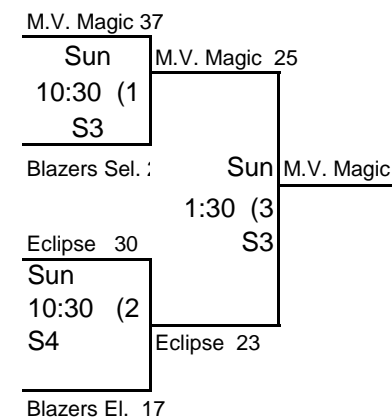 M.V. Magic 37
Sun
M.V. Magic 25
10:30 (1
S3
Blazers Sel.
Sun
M.V. Magic
1:30 (3
S3
Eclipse 30
Sun
10:30 (2
S4
Eclipse 23
Blazers El. 17